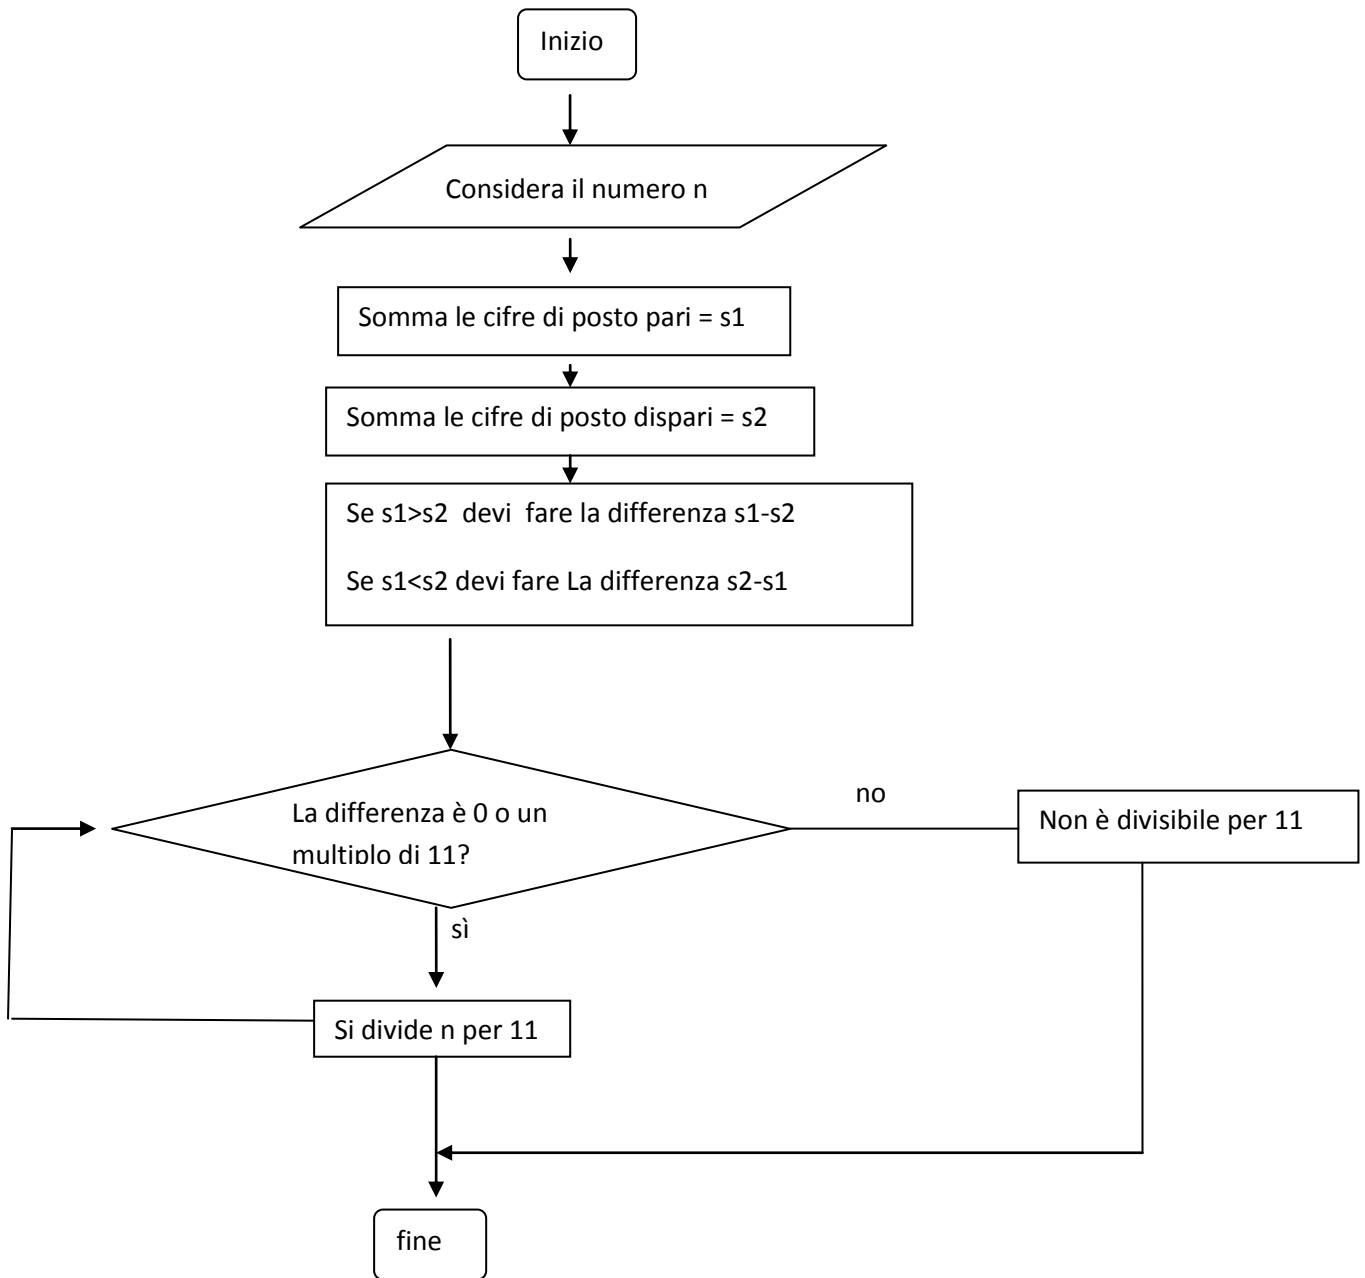 Inizio
Considera il numero n
Somma le cifre di posto pari = s1
Somma le cifre di posto dispari = s2
Se s1>s2 devi fare la differenza s1-s2
Se s1<s2 devi fare La differenza s2-s1
La differenza è 0 o un
multiplo di 11?
no
Non è divisibile per 11
sì
Si divide n per 11
fine